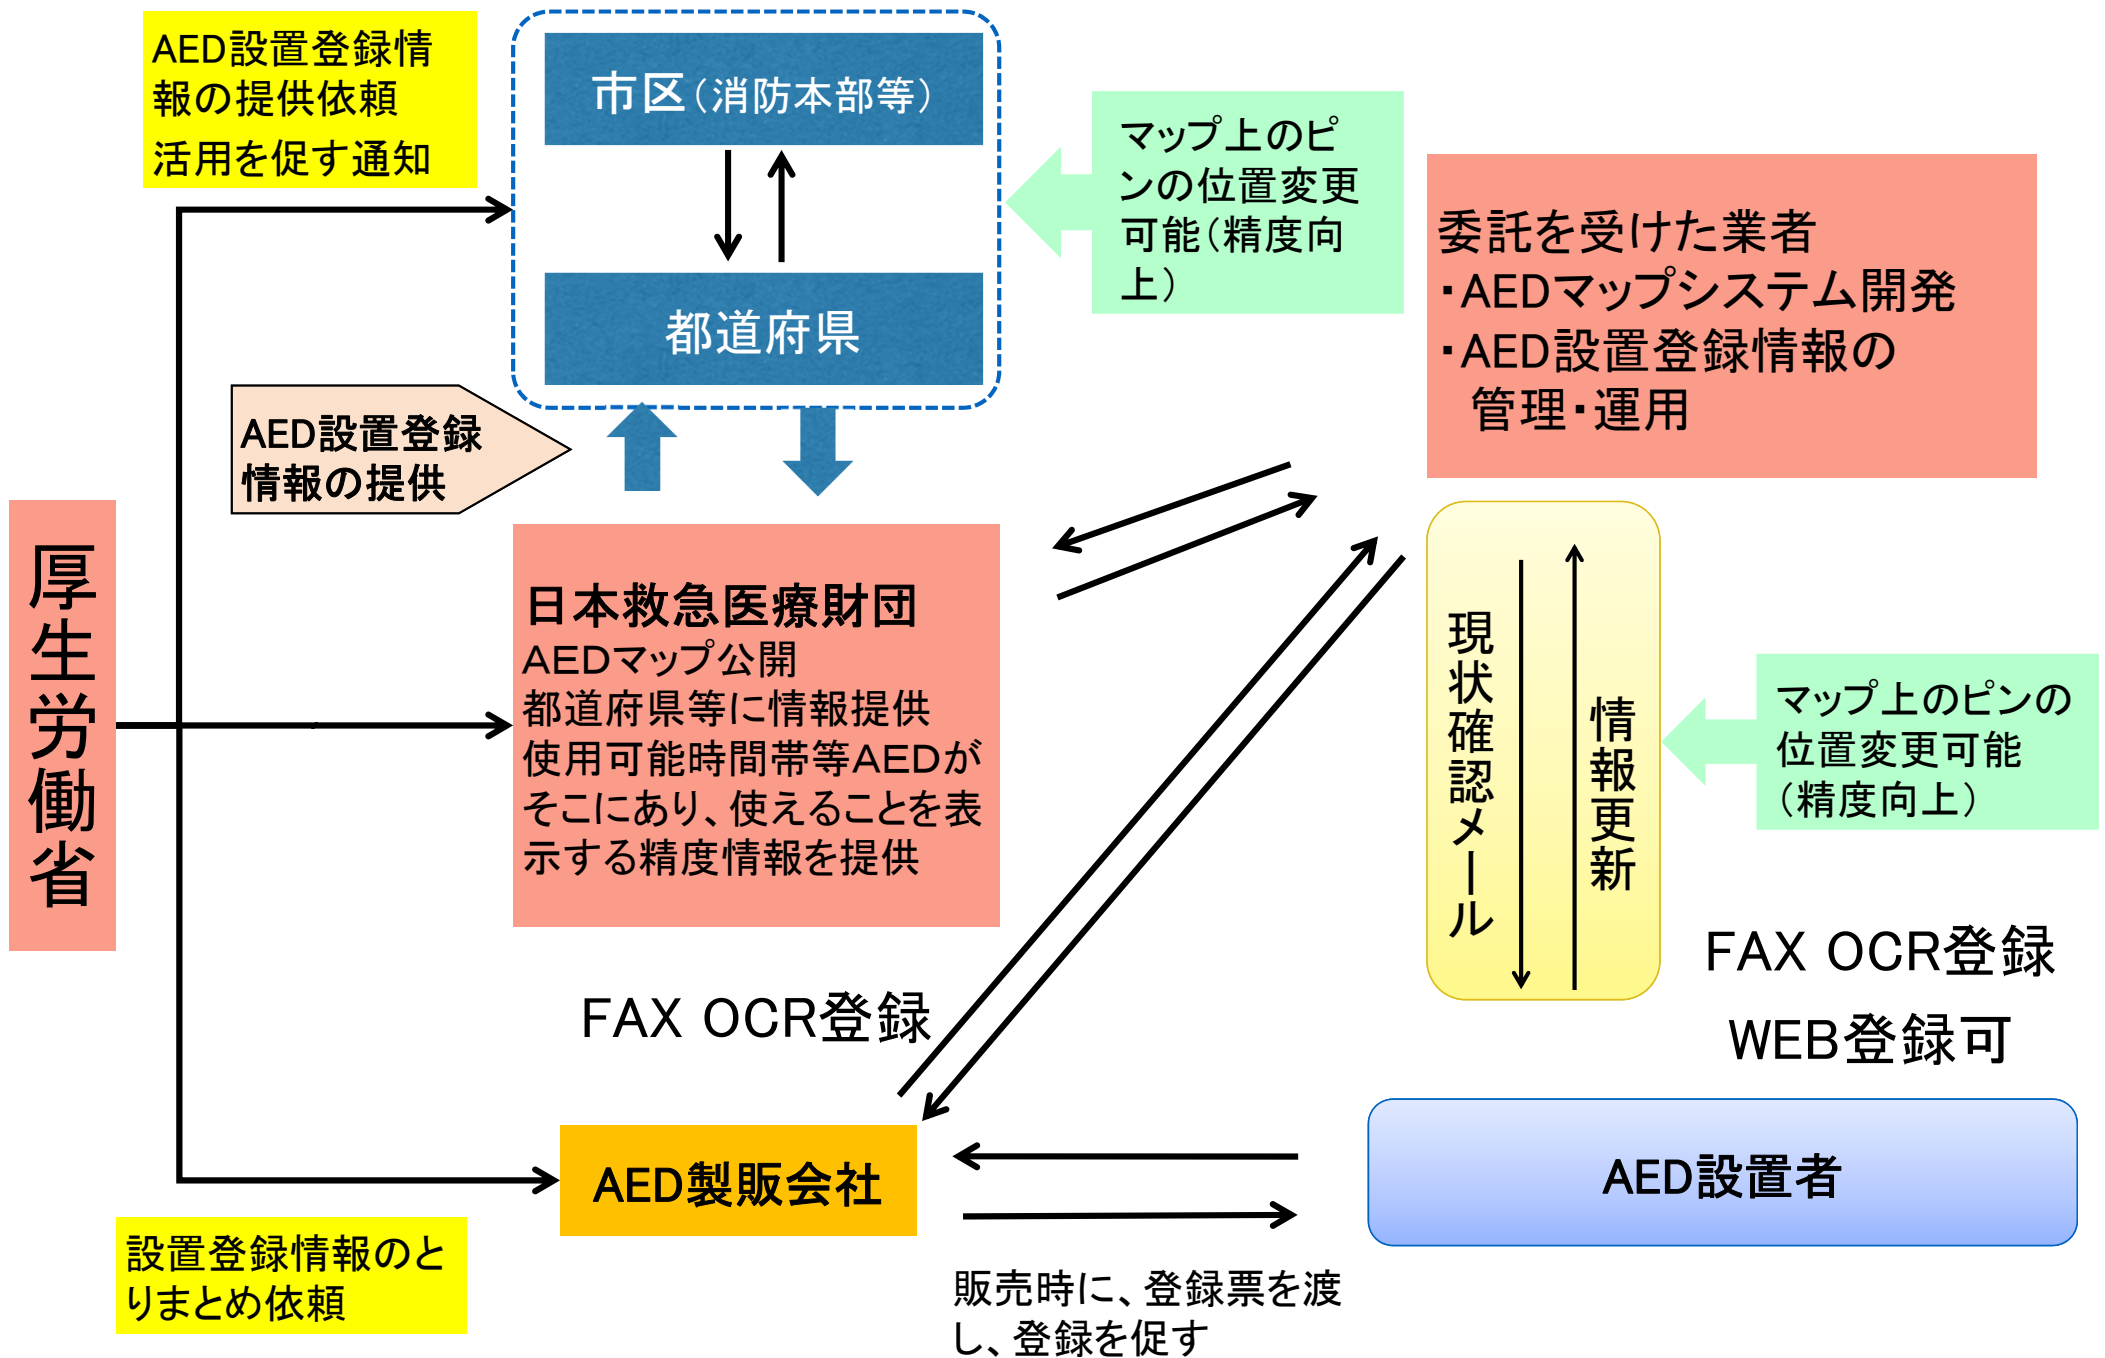 AED設置登録情
報の提供依頼
活用を促す通知
市区（消防本部等）
都道府県
マップ上のピ
ンの位置変更
可能（精度向
上）
委託を受けた業者
・AEDマップシステム開発
・AED設置登録情報の
管理・運用
AED設置登録
情報の提供
厚生労働省
日本救急医療財団
ＡＥＤマップ公開
都道府県等に情報提供
使用可能時間帯等ＡＥＤが
そこにあり、使えることを表
示する精度情報を提供
現状確認メール
情報更新
マップ上のピンの
位置変更可能
（精度向上）
FAX OCR登録
WEB登録可
FAX OCR登録
AED製販会社
AED設置者
設置登録情報のと
りまとめ依頼
販売時に、登録票を渡
し、登録を促す